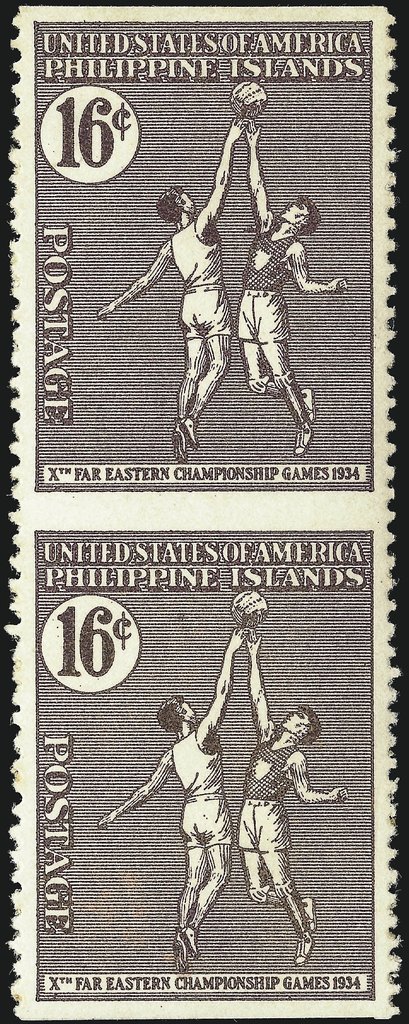 UNITED STATES OF AMERICA
PHILIPPINE ISLANDS
16¢
POSTAGE
XTH FAR EASTERN CHAMPIONSHIP GAMES 1934
UNITED STATES OF AMERICA
PHILIPPINE ISLANDS
16¢
POSTAGE
XTH FAR EASTERN CHAMPIONSHIP GAMES 1934